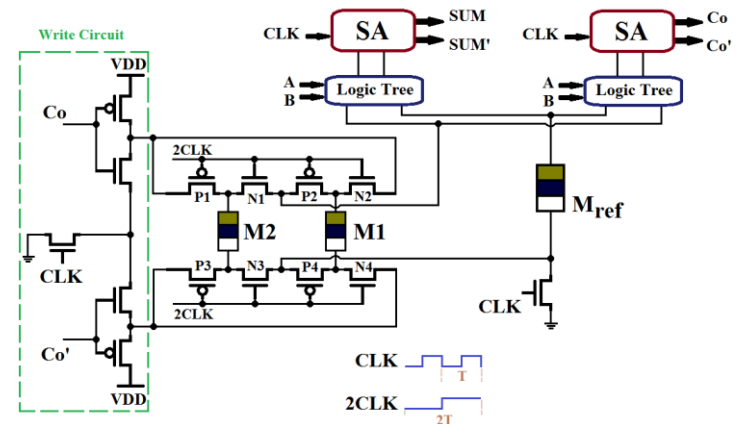 Write Circuit
VDD
Co
CLK
Co'
VDD
2CLK
P1
N1
P2
N2
M2
M1
P3
N3
P4
N4
2CLK
CLK
SA
SUM
SUM'
A
B
Logic Tree
CLK
SA
Co
Co'
A
B
Logic Tree
Mref
CLK
CLK
T
2CLK
2T